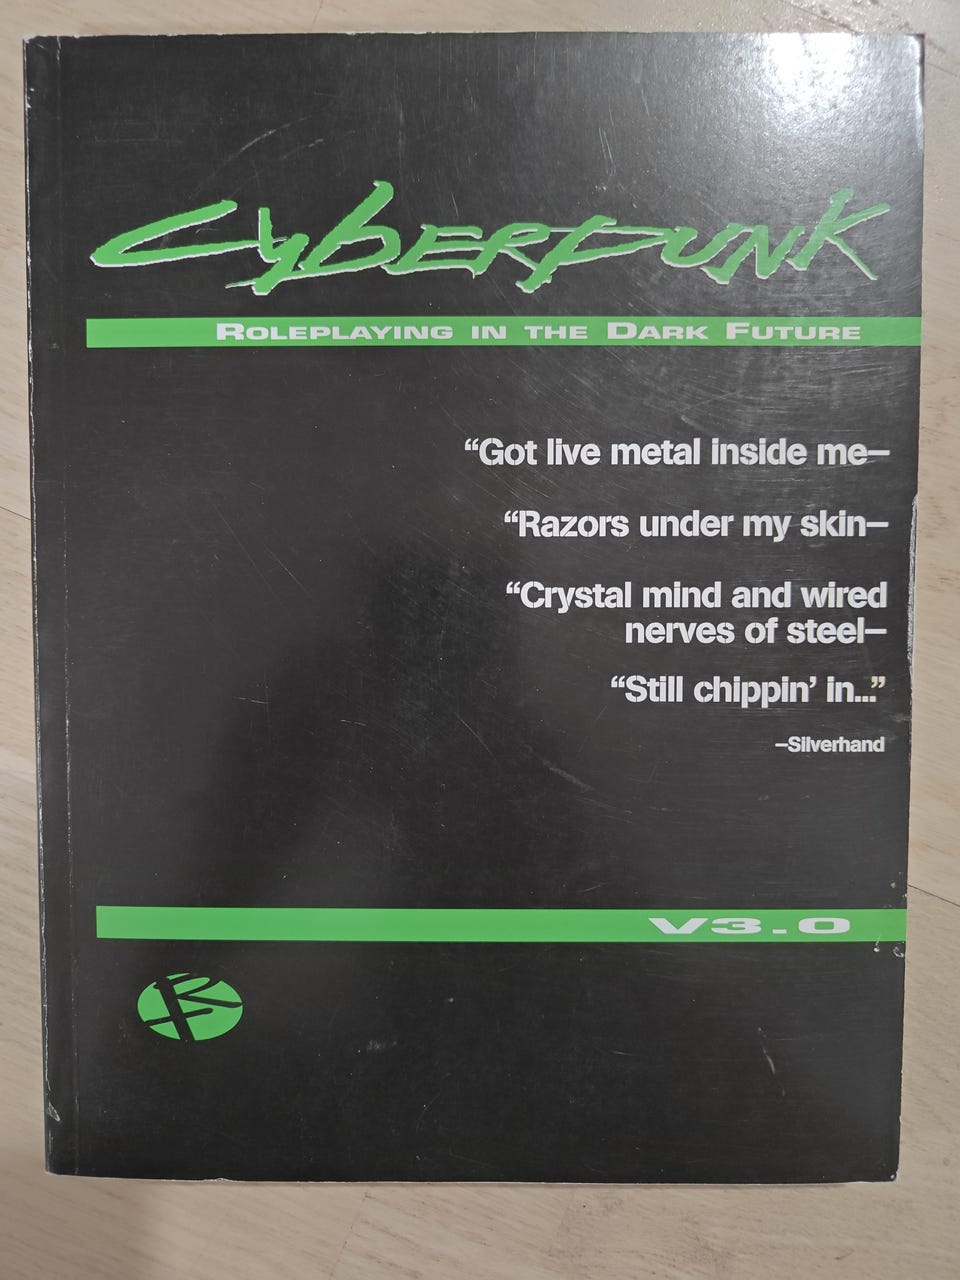 CYBERPUNK
ROLEPLAYING IN THE DARK FUTURE
“Got live metal inside me–
“Razors under my skin–
“Crystal mind and wired
nerves of steel–
“Still chippin’ in...”
–Silverhand
V3.0
R